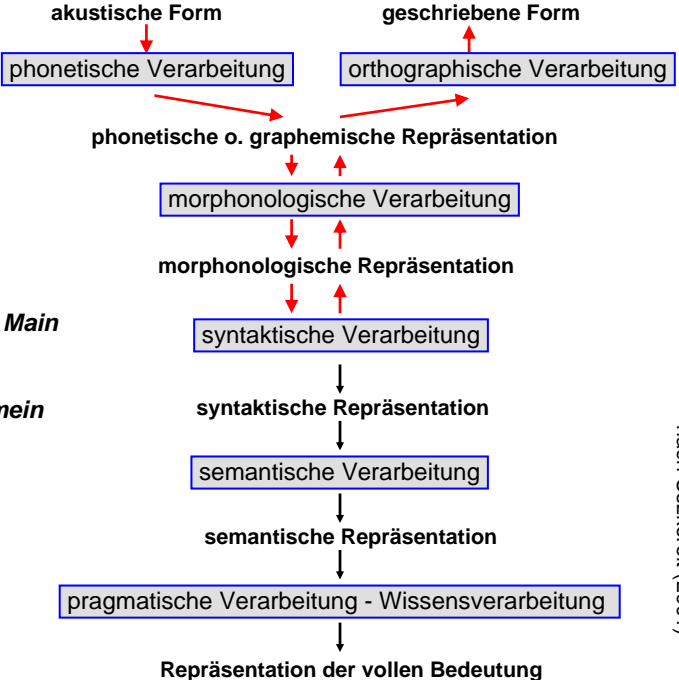 akustische Form
geschriebene Form
phonetische Verarbeitung
orthographische Verarbeitung
phonetische o. graphemische Repräsentation
morphonologische Verarbeitung
morphonologische Repräsentation
Main
syntaktische Verarbeitung
syntaktische Repräsentation
semantische Verarbeitung
semantische Repräsentation
pragmatische Verarbeitung - Wissensverarbeitung
Repräsentation der vollen Bedeutung